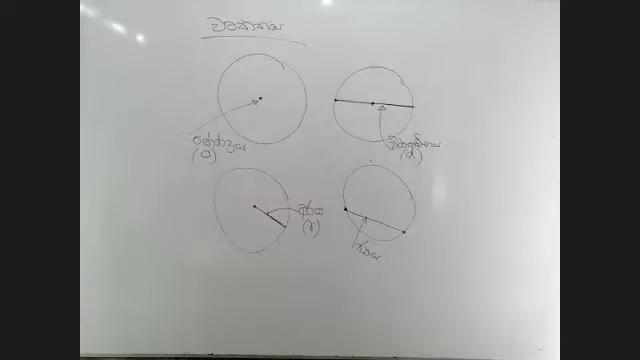 වෘත්තය
කේන්ද්‍රය
(O)
විශ්කම්භය
(d)
අරය
(r)
ජ්‍යාය